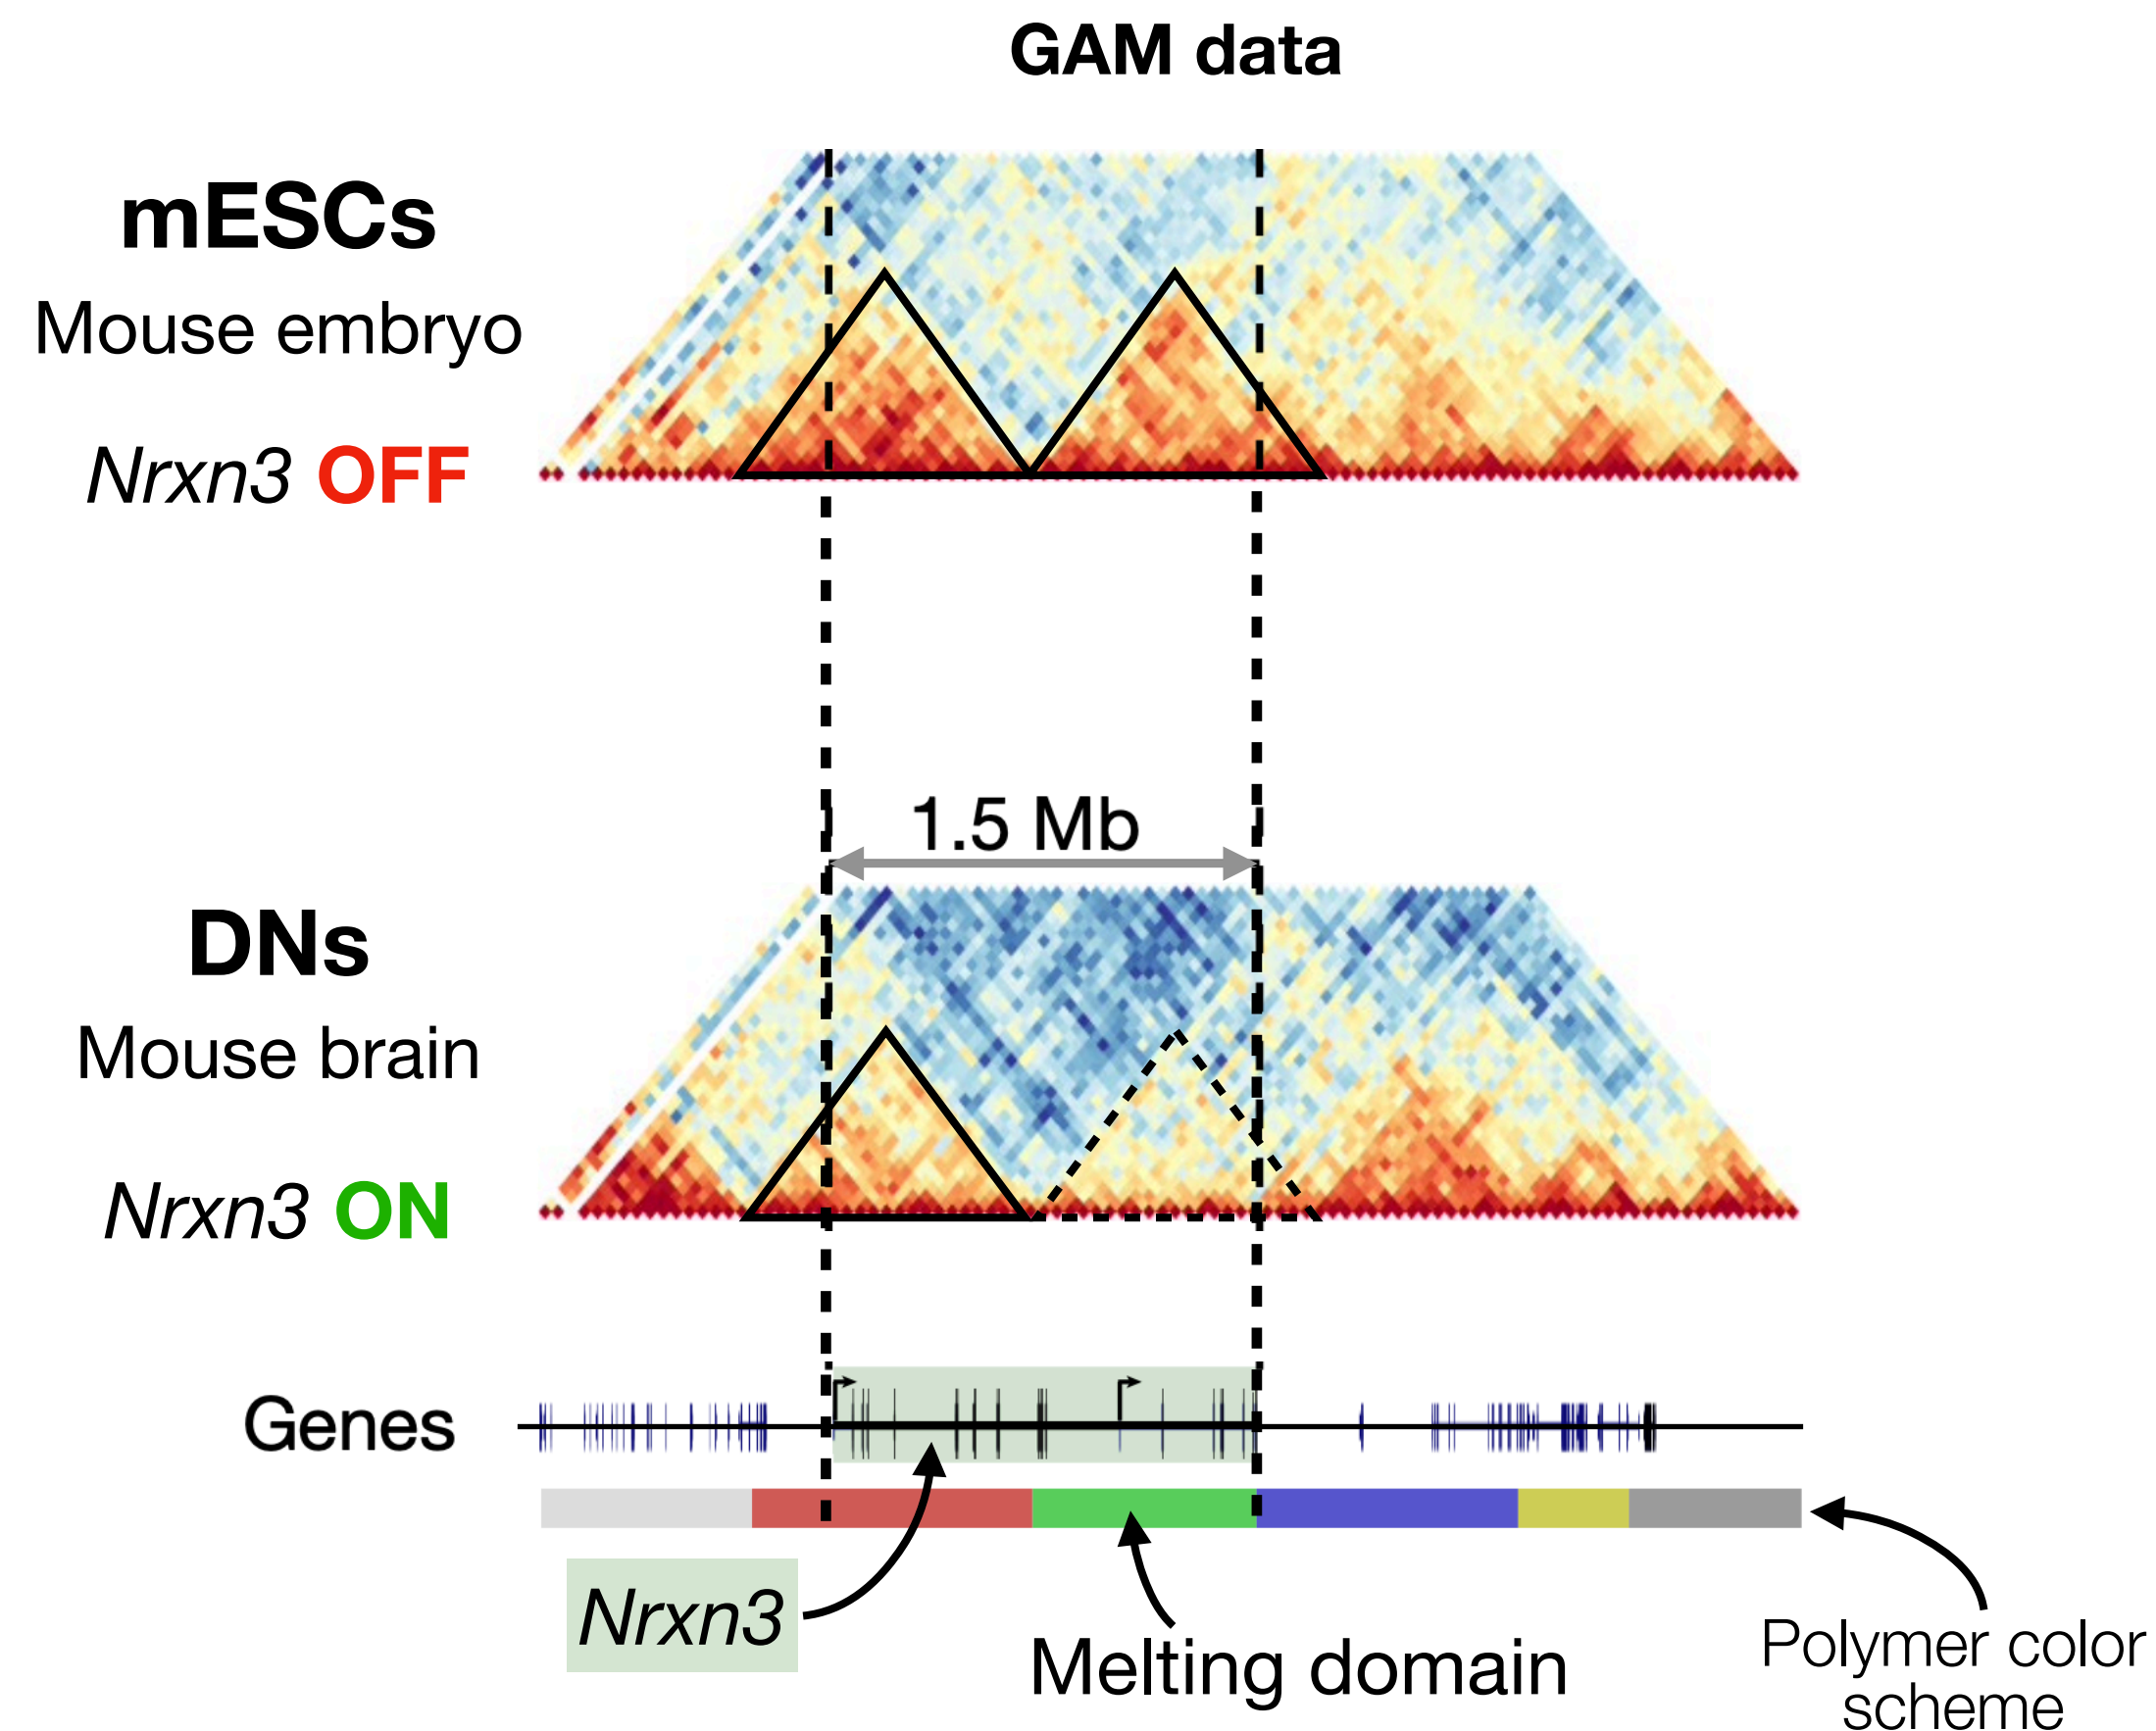 GAM data
mESCs
Mouse embryo
Nrxn3 OFF
1.5 Mb
DNs
Mouse brain
Nrxn3 ON
Genes
Nrxn3
Melting domain
Polymer color
scheme